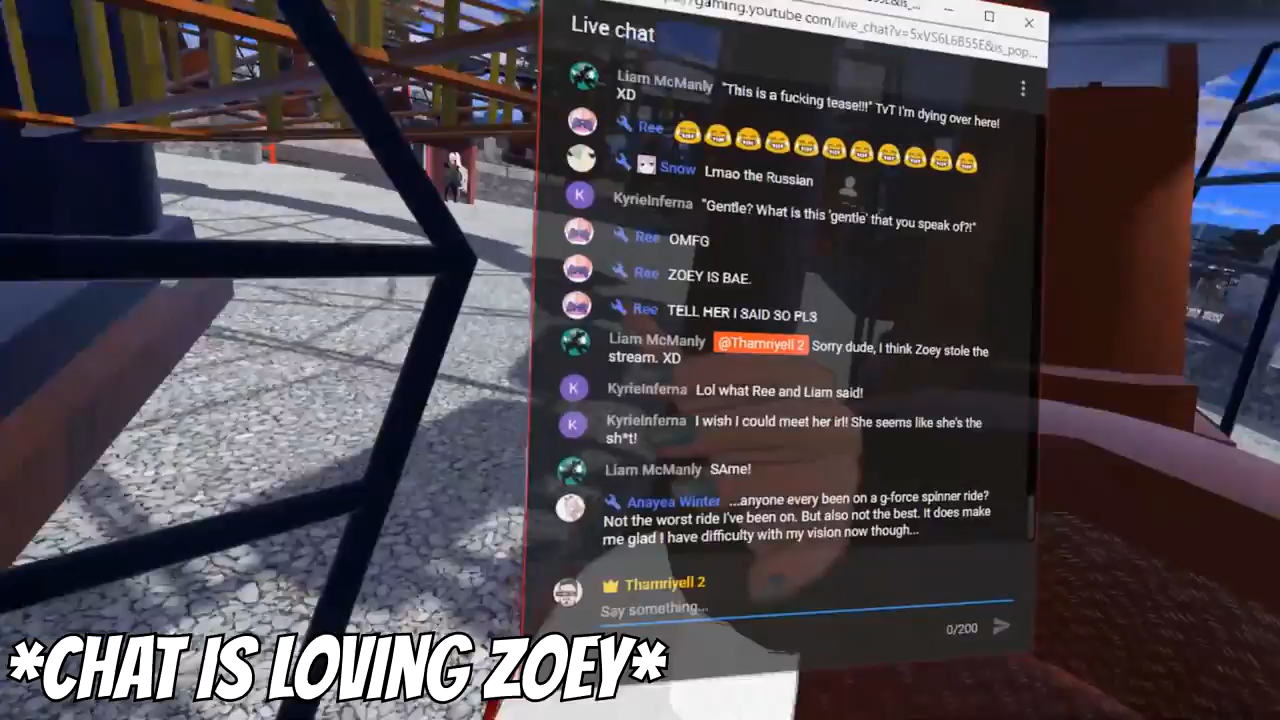 gaming.youtube.com/live_chat?v=5xVS6L6B55E&is_pop...
Live chat
Liam McManly "This is a fucking tease!!!" TvT I'm dying over here!
XD
Ree
Snow Lmao the Russian
K KyrieInferna "Gentle? What is this 'gentle' that you speak of?!"
Ree OMFG
Ree ZOEY IS BAE.
Ree TELL HER I SAID SO PLS
Liam McManly @Thamriyell 2 Sorry dude, I think Zoey stole the
stream. XD
K KyrieInferna Lol what Ree and Liam said!
K KyrieInferna I wish I could meet her irl! She seems like she's the
sh*t!
Liam McManly SAme!
Anayea Winter ...anyone every been on a g-force spinner ride?
Not the worst ride I've been on. But also not the best. It does make
me glad I have difficulty with my vision now though...
Thamriyell 2
Say something...
0/200
*CHAT IS LOVING ZOEY*